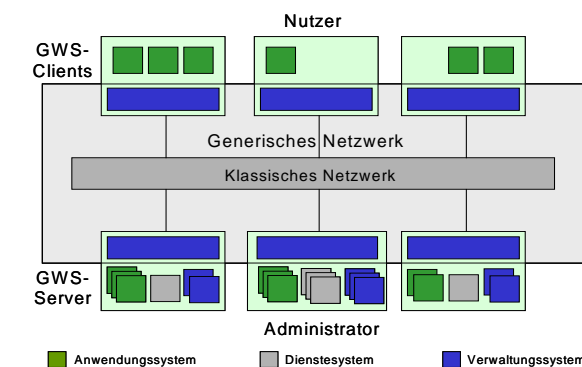 Nutzer
GWS-
Clients
Generisches Netzwerk
Klassisches Netzwerk
GWS-
Server
Administrator
Anwendungssystem
Dienstesystem
Verwaltungssystem